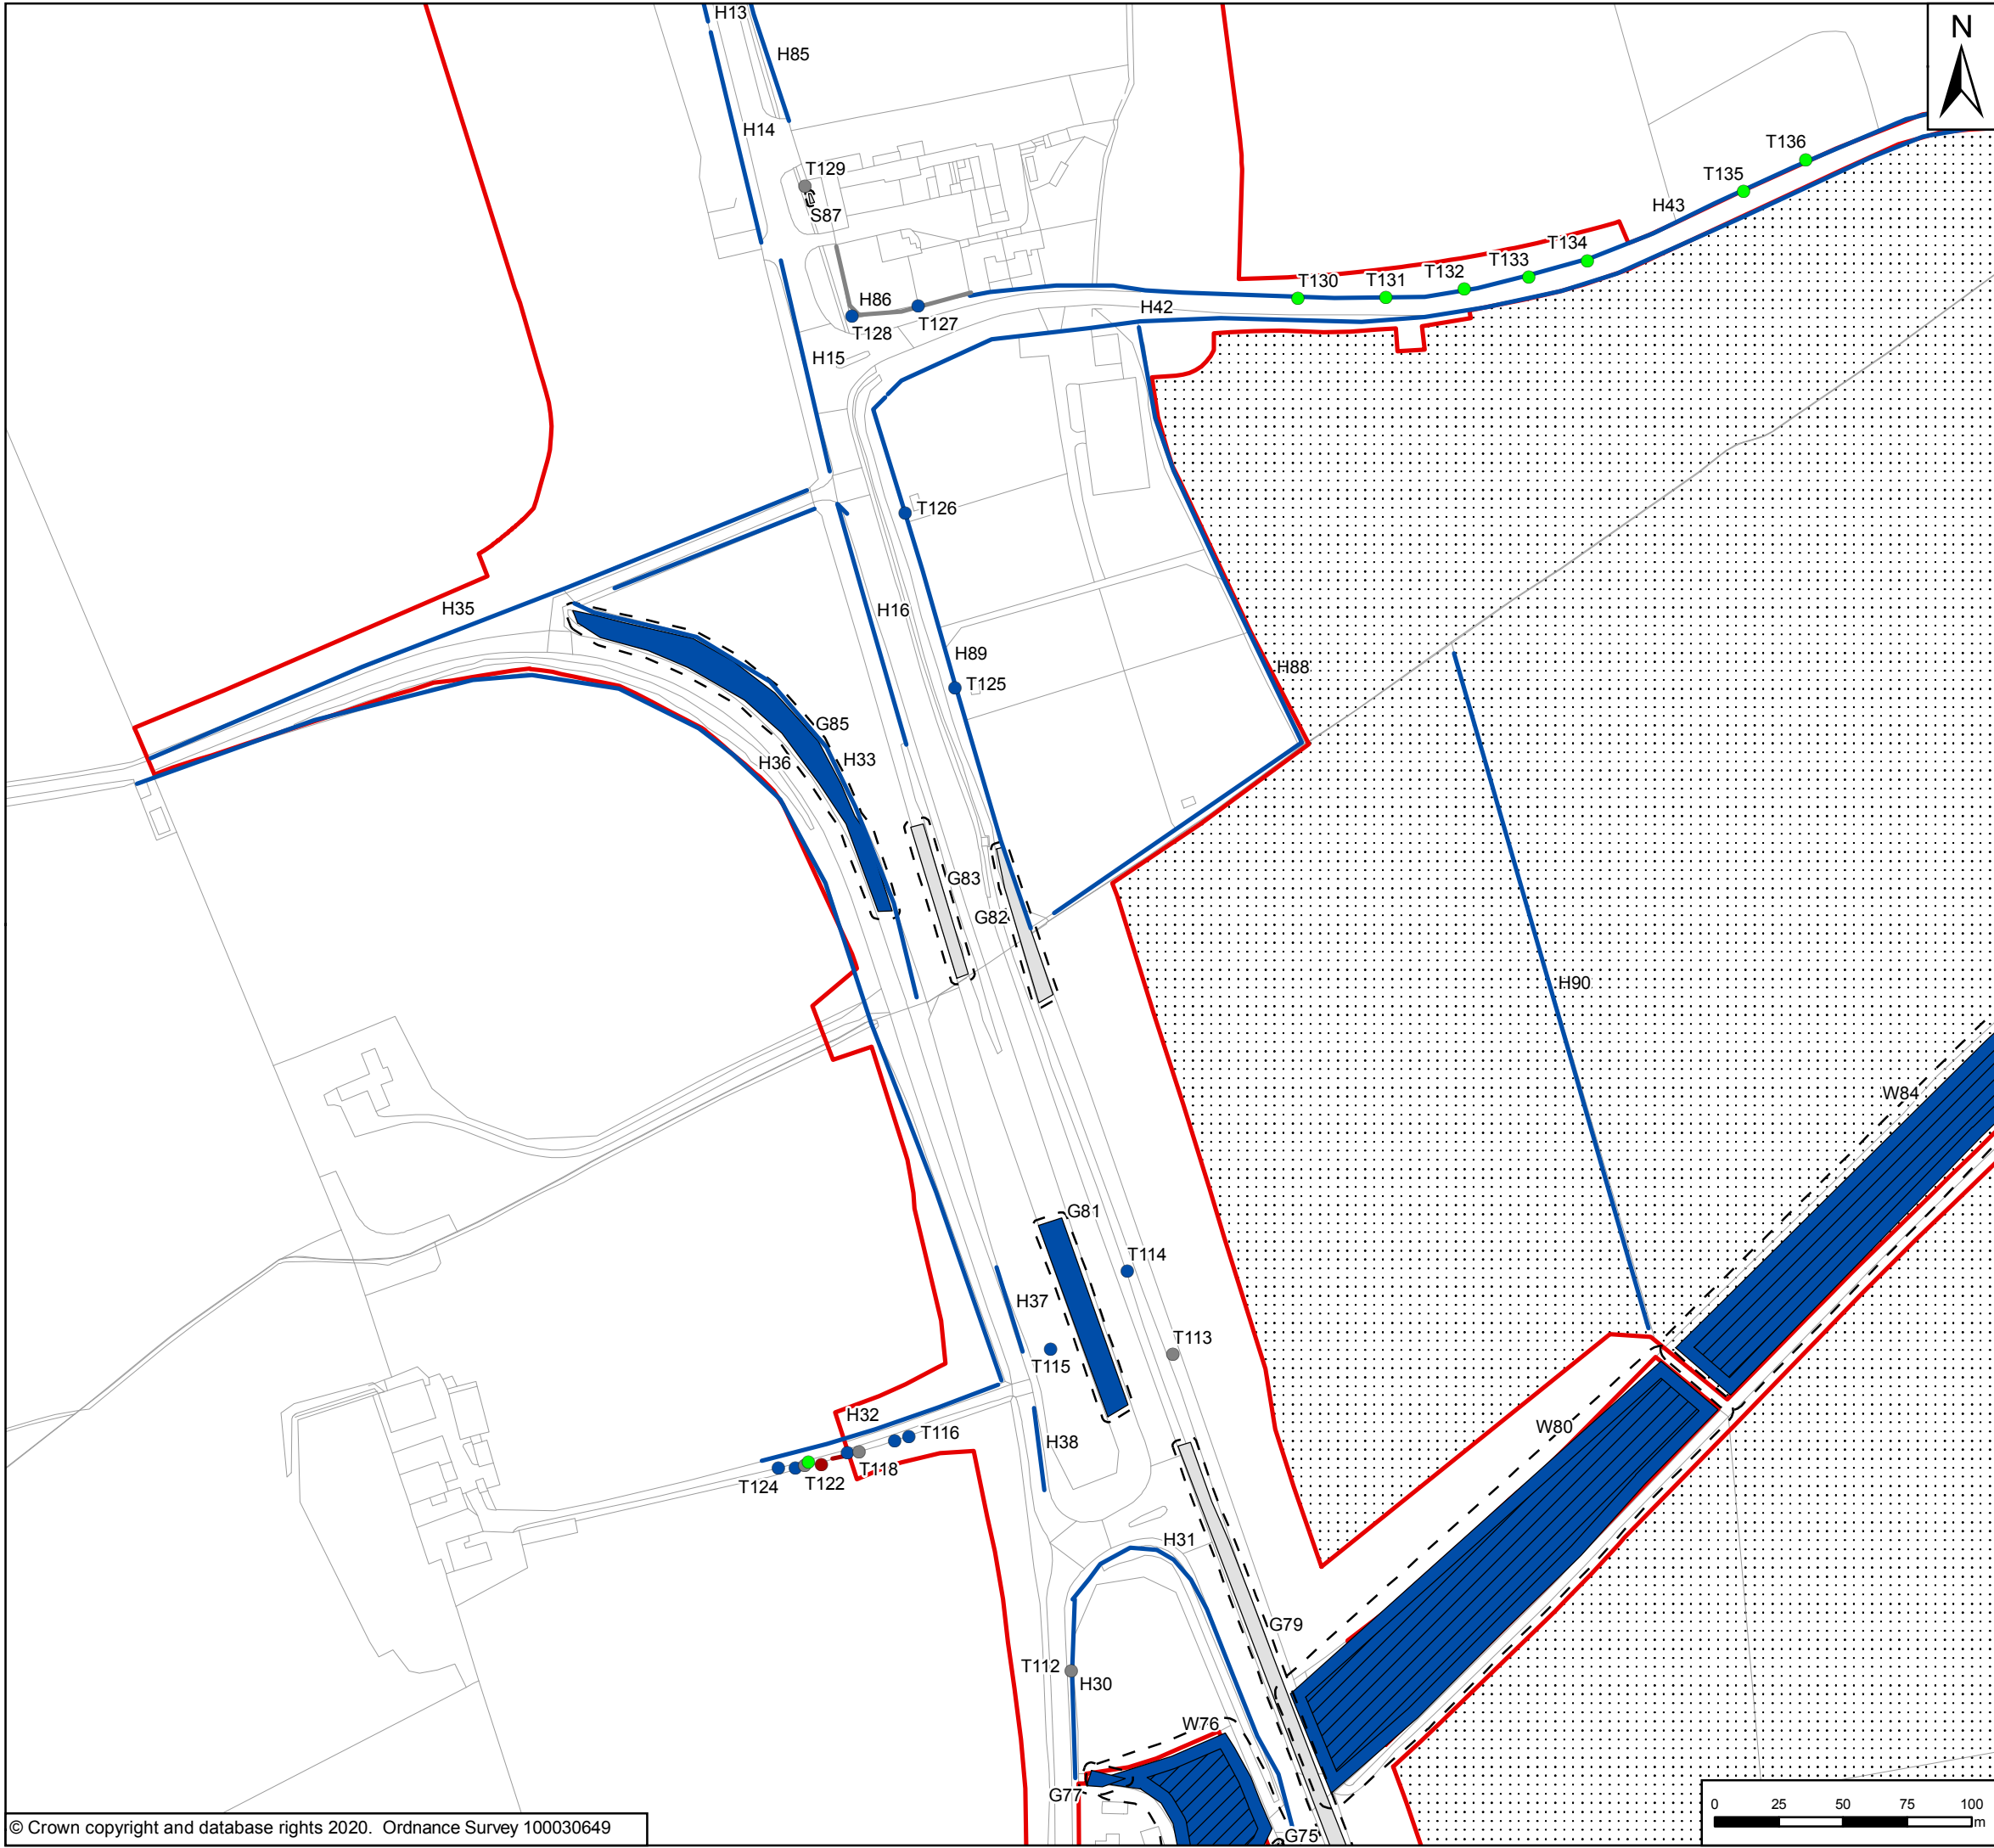 H13
N
H85
H14
T136
T129
T135
S87
H43
T134
T133
T132
T130
T131
H86
H42
T127
T128
H15
T126
H35
H16
H89
H88
T125
G85
H33
H36
G83
G82
H90
W84
G81
T114
H37
T113
T115
H32
T116
W80
H38
T118
T122
T124
H31
G79
T112
H30
W76
G77
0 25 50 75 100
m
© Crown copyright and database rights 2020. Ordnance Survey 100030649
G75